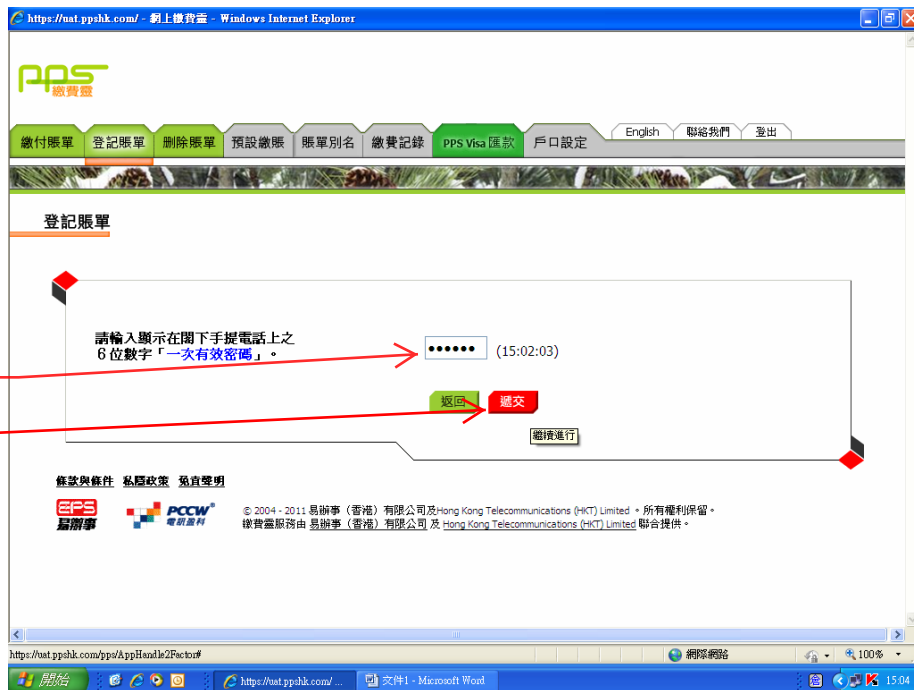 https://uat.ppshk.com/ - 網上繳費靈 - Windows Internet Explorer
pps
繳費靈
繳付賬單 登記賬單 刪除賬單 預設繳賬 賬單別名 繳費記錄 PPS Visa 匯款 戶口設定 English 聯絡我們 登出
登記賬單
請輸入顯示在閣下手提電話上之
6 位數字「一次有效密碼」。
•••••• (15:02:03)
返回 遞交
繼續進行
條款與條件 私隱政策 免責聲明
EPS
易辦事
PCCW
電訊盈科
© 2004 - 2011 易辦事（香港）有限公司及Hong Kong Telecommunications (HKT) Limited 。所有權利保留。
繳費靈服務由 易辦事（香港）有限公司 及 Hong Kong Telecommunications (HKT) Limited 聯合提供。
https://uat.ppshk.com/pps/AppHandle2Factor# 網際網路 100%
開始 https://uat.ppshk.com/ ... 文件1 - Microsoft Word 15:04